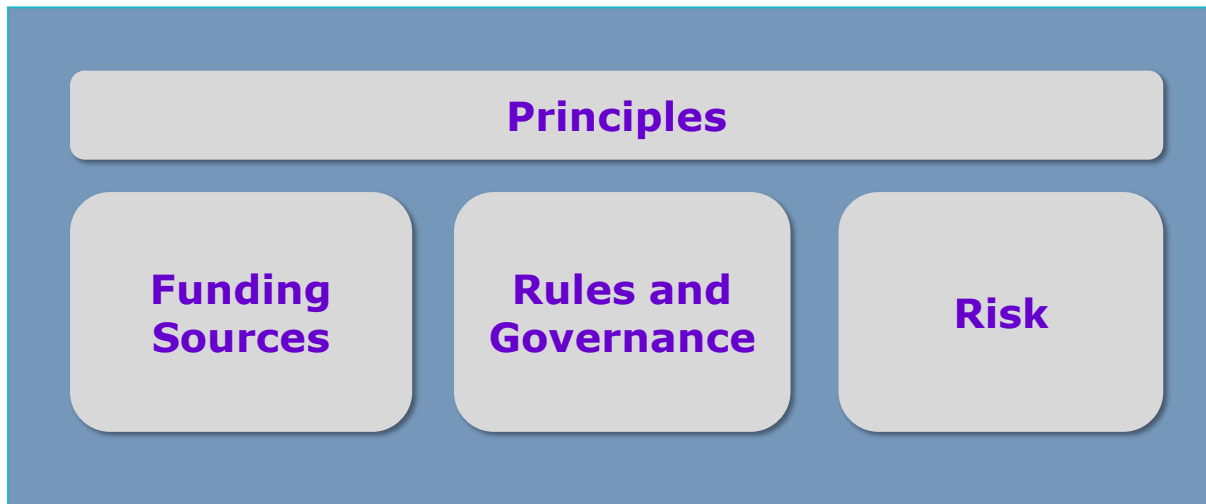 Principles
Funding
Sources
Rules and
Governance
Risk